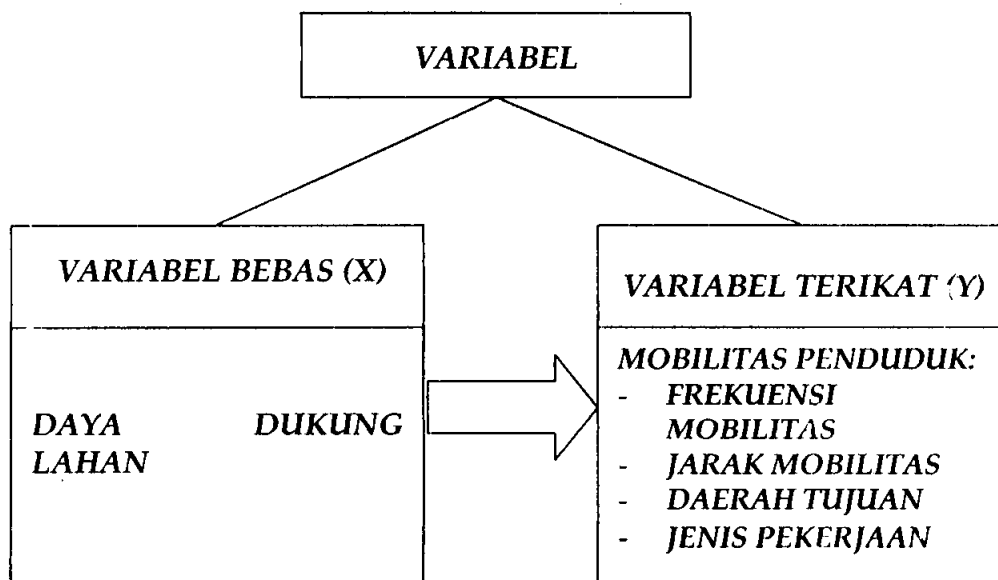 VARIABEL
VARIABEL BEBAS (X)
DAYA DUKUNG
LAHAN
VARIABEL TERIKAT (Y)
MOBILITAS PENDUDUK:
- FREKUENSI
MOBILITAS
- JARAK MOBILITAS
- DAERAH TUJUAN
- JENIS PEKERJAAN